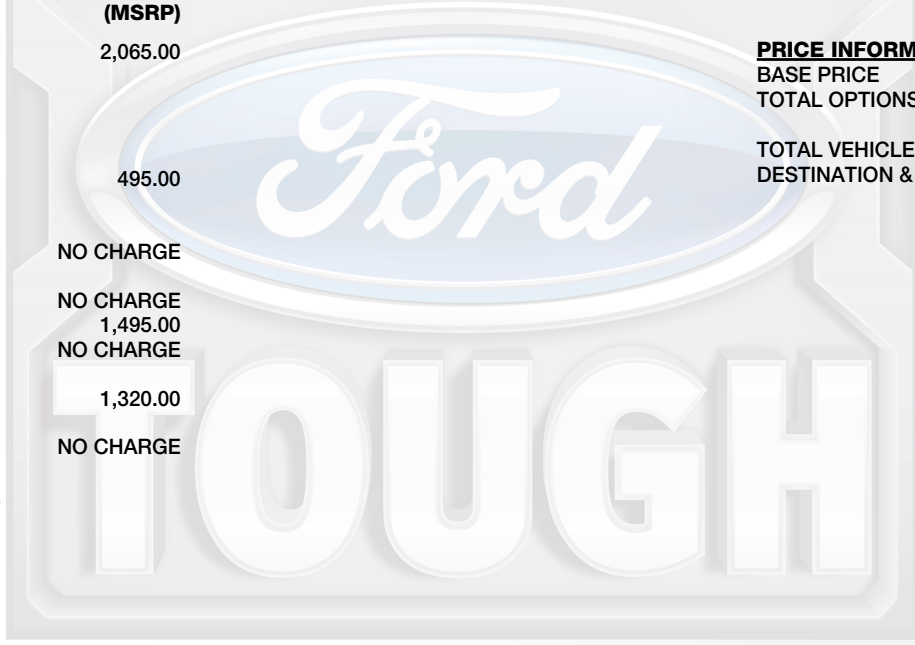 (MSRP)
2,065.00
495.00
NO CHARGE
NO CHARGE
1,495.00
NO CHARGE
1,320.00
NO CHARGE
PRICE INFORM
BASE PRICE
TOTAL OPTIONS
TOTAL VEHICLE
DESTINATION &
Ford
TOUGH